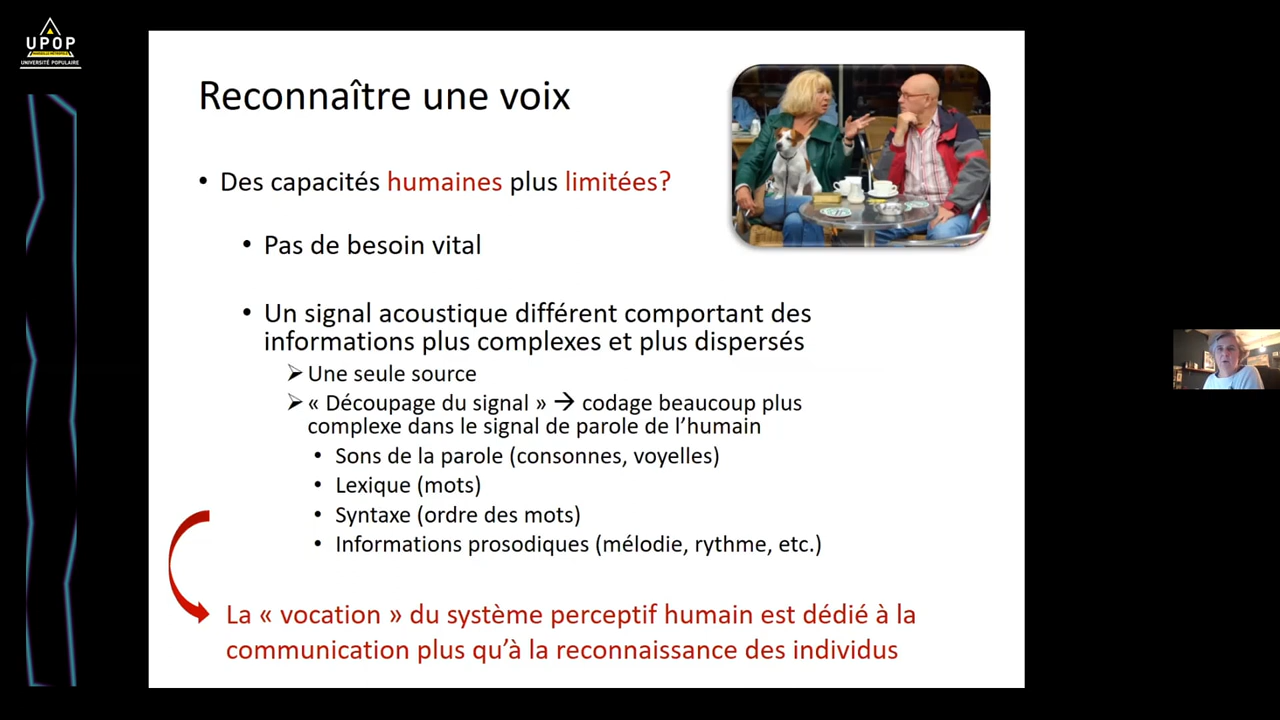 UPOP
UNIVERSITÉ POPULAIRE
Reconnaître une voix
• Des capacités humaines plus limitées?
• Pas de besoin vital
• Un signal acoustique différent comportant des
informations plus complexes et plus dispersés
➢ Une seule source
➢ « Découpage du signal » → codage beaucoup plus
complexe dans le signal de parole de l’humain
• Sons de la parole (consonnes, voyelles)
• Lexique (mots)
• Syntaxe (ordre des mots)
• Informations prosodiques (mélodie, rythme, etc.)
La « vocation » du système perceptif humain est dédié à la
communication plus qu’à la reconnaissance des individus